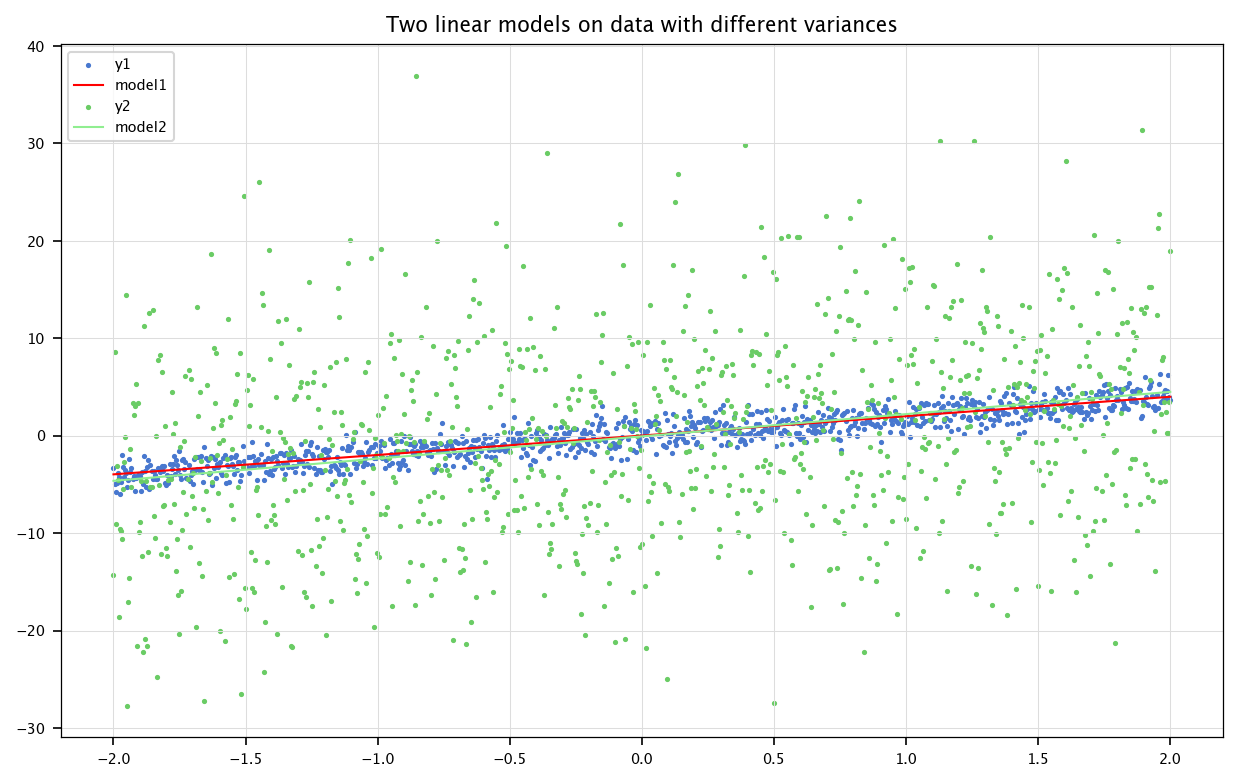 Two linear models on data with different variances
40
30
20
10
0
−10
−20
−30
y1
model1
y2
model2
−2.0 −1.5 −1.0 −0.5 0.0 0.5 1.0 1.5 2.0